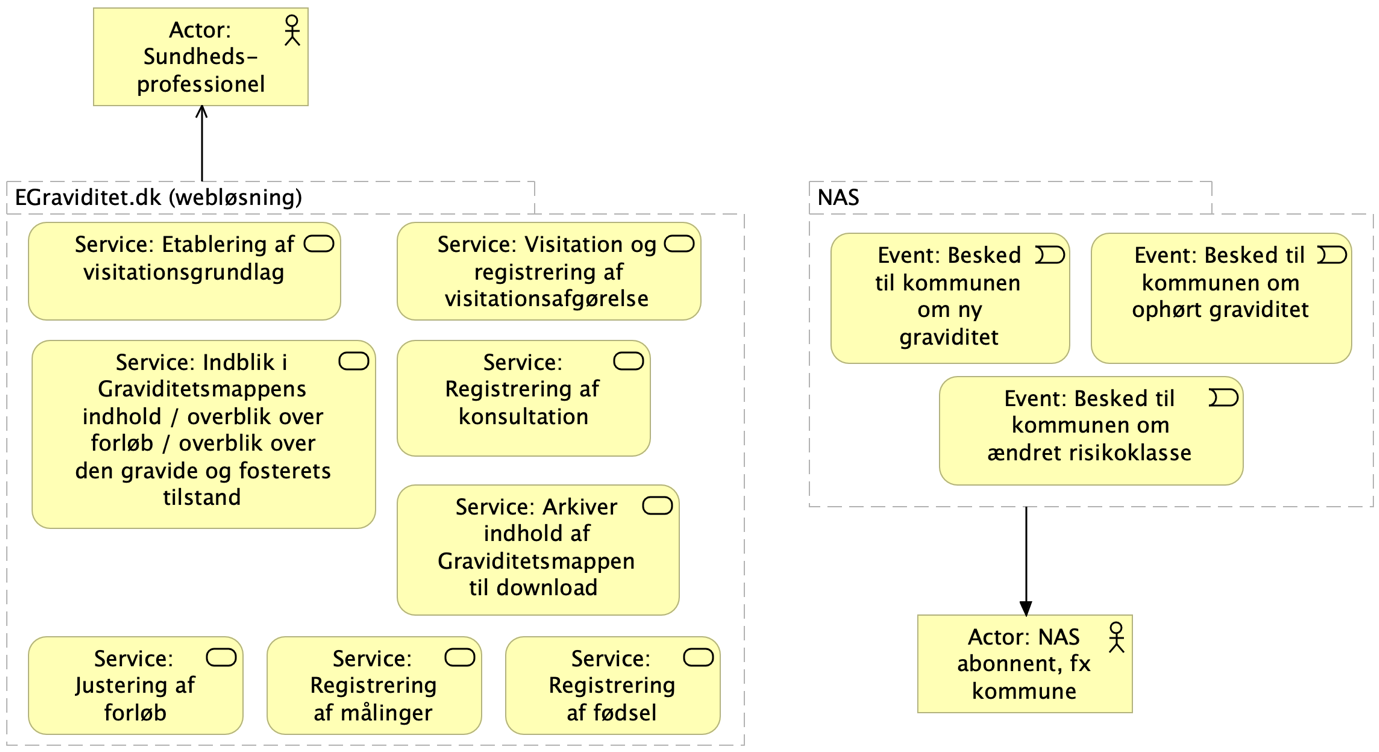 Actor:
Sundheds-
professionel
EGraviditet.dk (webløsning)
Service: Etablering af
visitationsgrundlag
Service: Visitation og
registrering af
visitationsafgørelse
Service: Indblik i
Graviditetsmappens
indhold / overblik over
forløb / overblik over
den gravide og fosterets
tilstand
Service:
Registrering af
konsultation
Service: Arkiver
indhold af
Graviditetsmappen
til download
Service:
Justering af
forløb
Service:
Registrering
af målinger
Service:
Registrering
af fødsel
NAS
Event: Besked
til kommunen
om ny
graviditet
Event: Besked til
kommunen om
ophørt graviditet
Event: Besked til
kommunen om
ændret risikoklasse
Actor: NAS
abonnent, fx
kommune